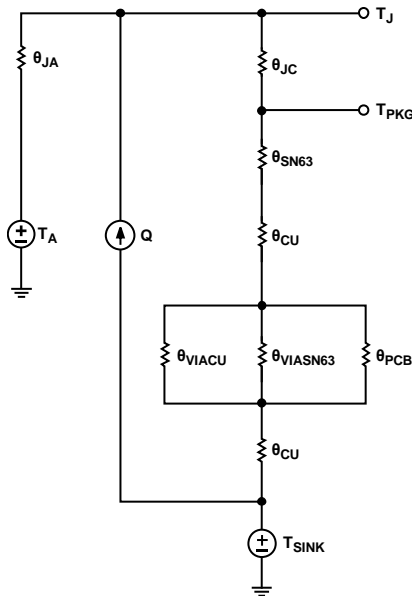 T_J
θ_JA
θ_JC
T_PKG
θ_SN63
T_A
Q
θ_CU
θ_VIACU
θ_VIASN63
θ_PCB
θ_CU
T_SINK